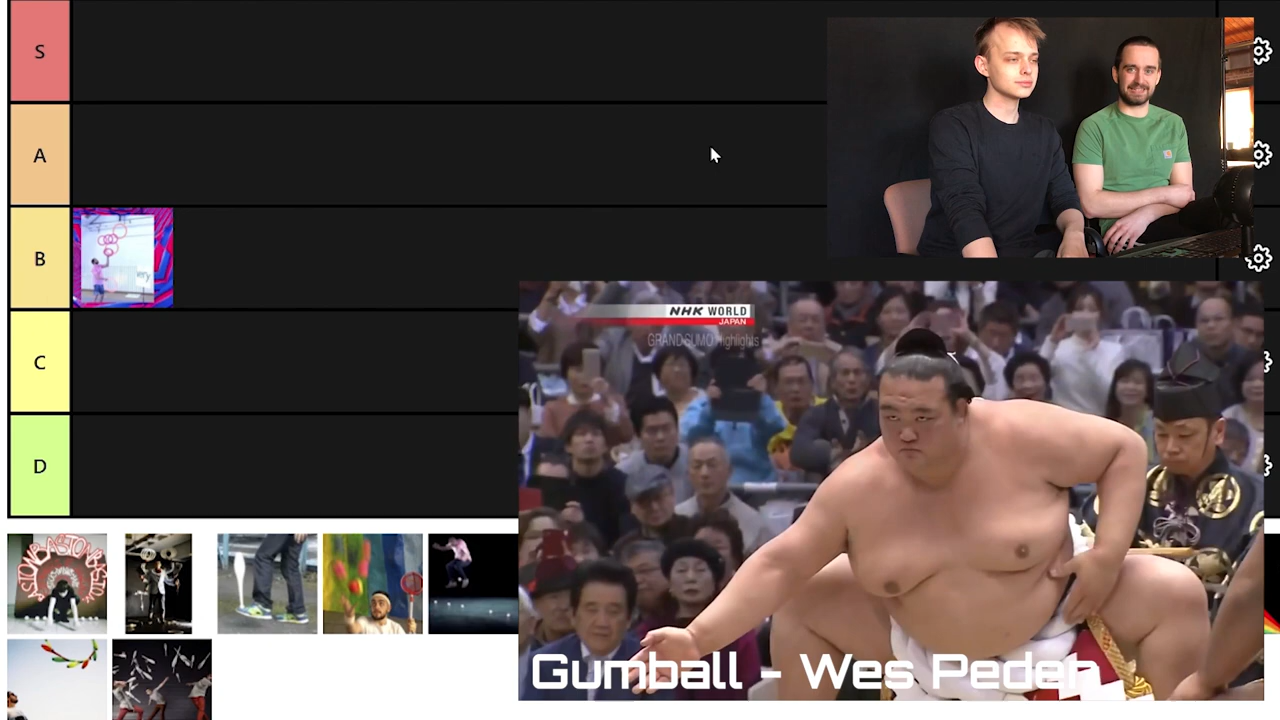 S
A
B
C
D
NHK WORLD
JAPAN
GRAND SUMO Highlights
Gumball - Wes Peden